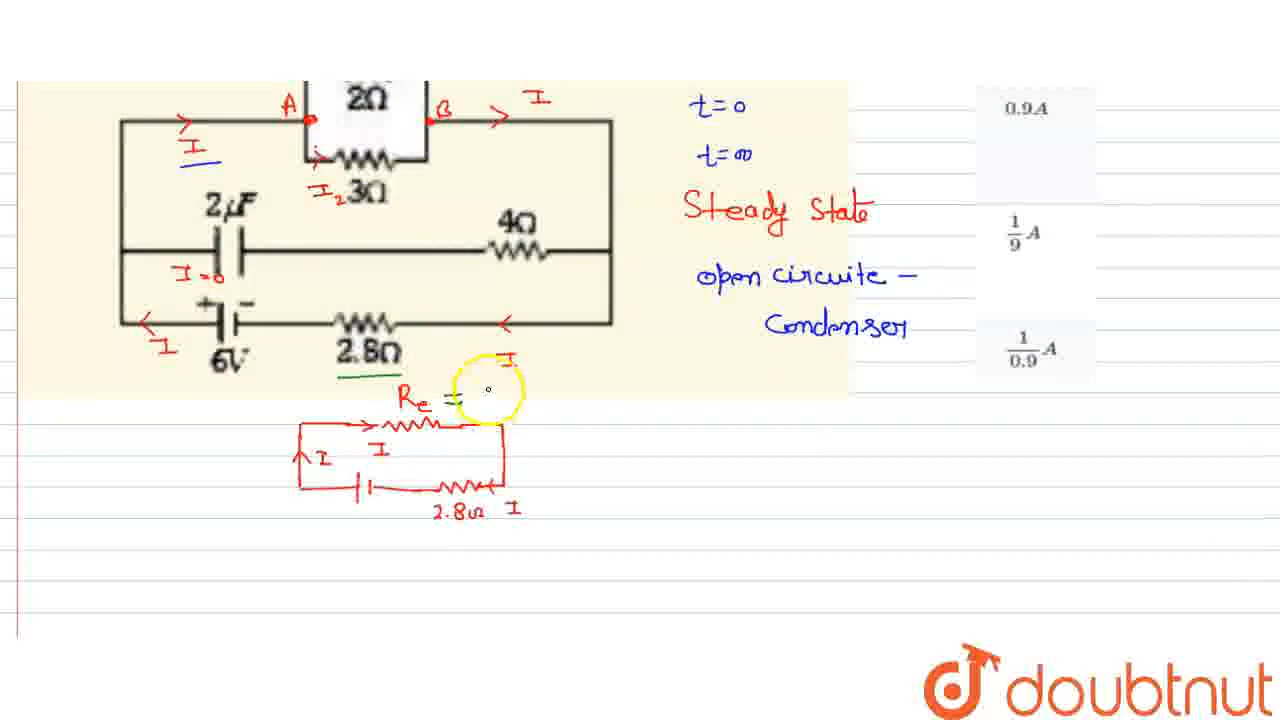 2Ω
A
B
I
I
I₂
3Ω
2μF
4Ω
I=0
+ -
I
6V
2.8Ω
I
t=0
t=∞
Steady State
open circuite -
Condenser
0.9A
1/9 A
1/0.9 A
Re =
I
I
2.8Ω
I
doubtnut